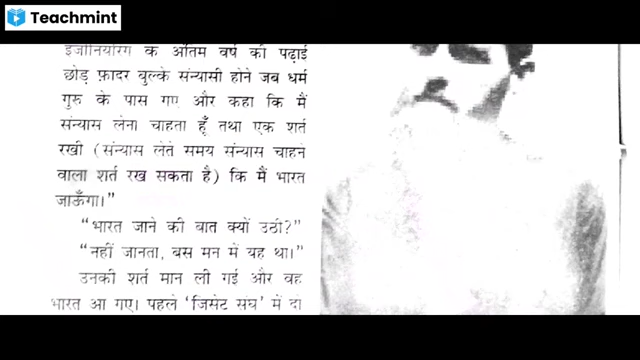 Teachmint
इंजीनियरिंग के अंतिम वर्ष की पढ़ाई
छोड़ फ़ादर बुल्के संन्यासी होने जब धर्म
गुरु के पास गए और कहा कि मैं
संन्यास लेना चाहता हूँ तथा एक शर्त
रखी (संन्यास लेते समय संन्यास चाहने
वाला शर्त रख सकता है) कि मैं भारत
जाऊँगा।”
“भारत जाने की बात क्यों उठी?”
“नहीं जानता, बस मन में यह था।”
उनकी शर्त मान ली गई और वह
भारत आ गए। पहले ‘जिसेट संघ’ में दो